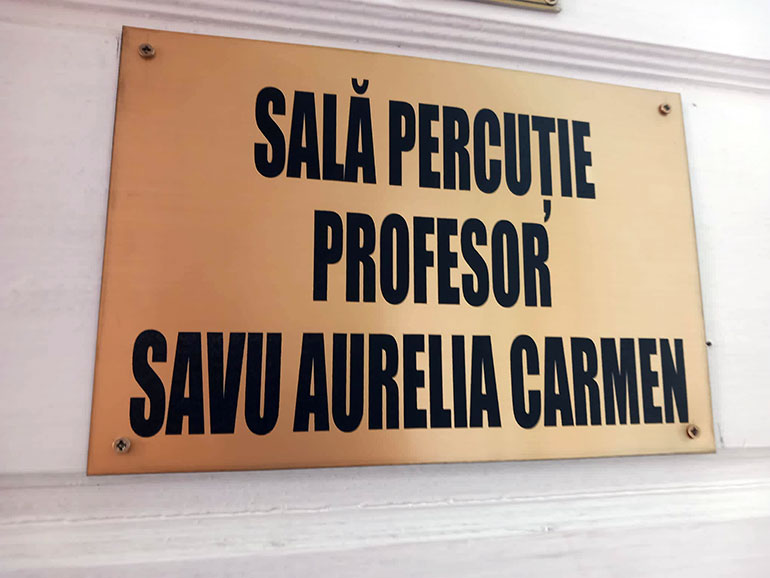 SALĂ PERCUȚIE
PROFESOR
SAVU AURELIA CARMEN